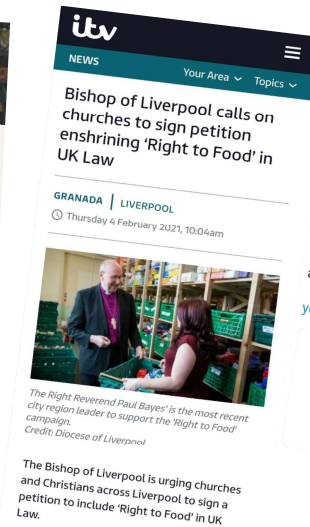 itv
NEWS
Your Area
Topics
Bishop of Liverpool calls on
churches to sign petition
enshrining 'Right to Food' in
UK Law
GRANADA | LIVERPOOL
Thursday 4 February 2021, 10:04am
The Right Reverend Paul Bayes' is the most recent
city region leader to support the 'Right to Food'
campaign.
Credit: Diocese of Liverpool
The Bishop of Liverpool is urging churches
and Christians across Liverpool to sign a
petition to include 'Right to Food' in UK
Law.